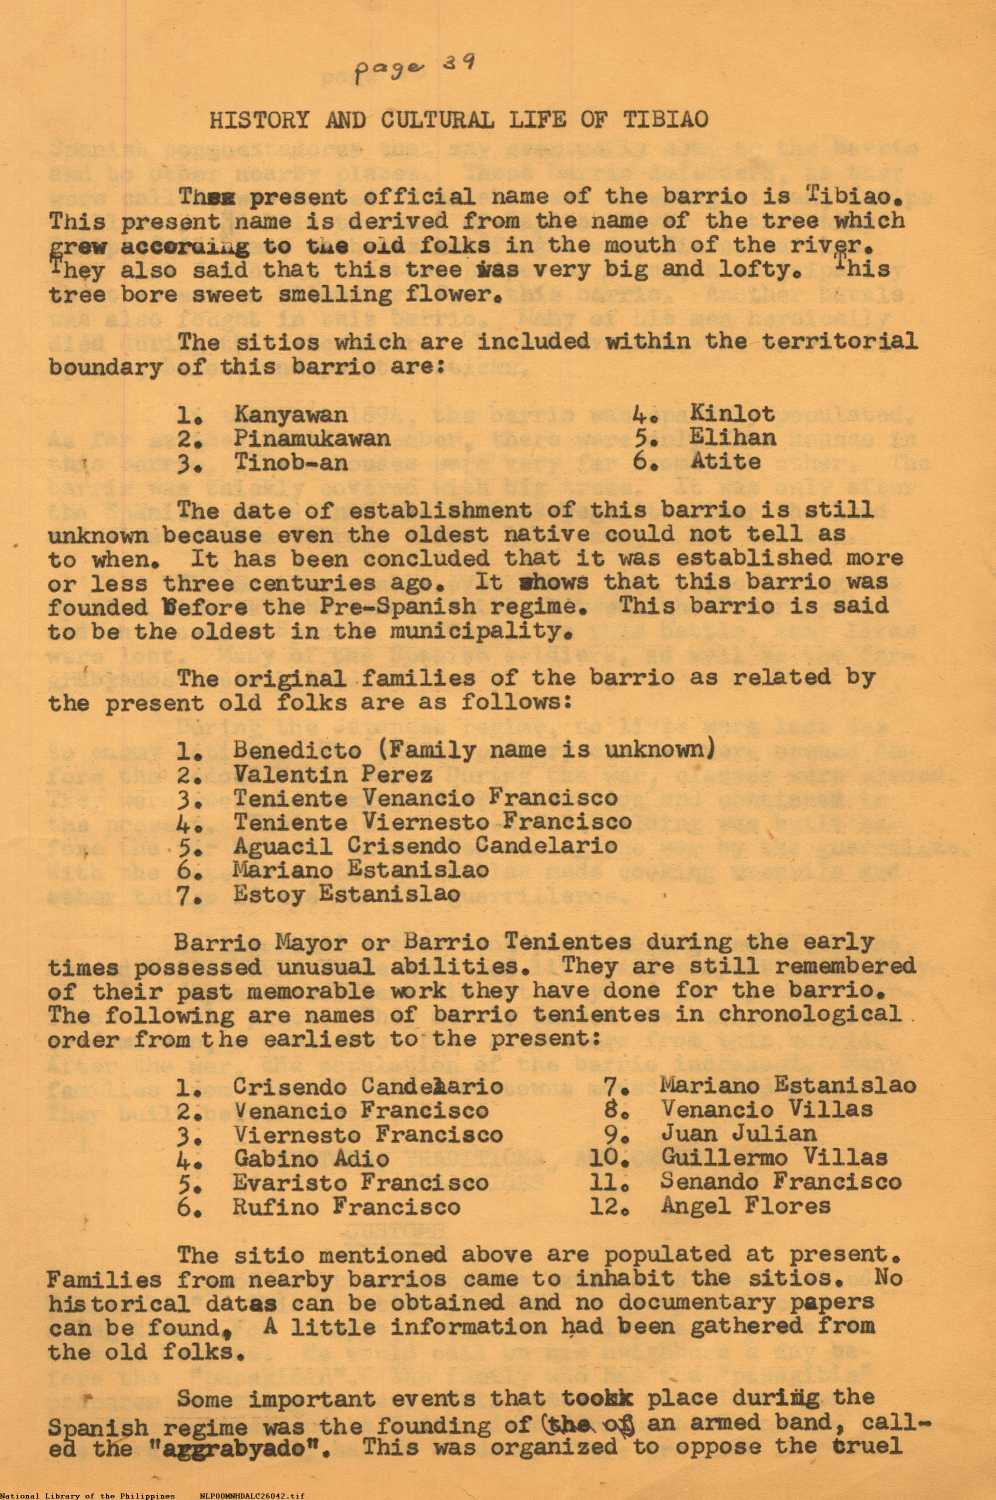 page 39
HISTORY AND CULTURAL LIFE OF TIBIAO
The present official name of the barrio is Tibiao.
This present name is derived from the name of the tree which
grew according to the old folks in the mouth of the river.
They also said that this tree was very big and lofty. This
tree bore sweet smelling flower.
The sitios which are included within the territorial
boundary of this barrio are:
1. Kanyawan 4. Kinlot
2. Pinamukawan 5. Elihan
3. Tinob-an 6. Atite
The date of establishment of this barrio is still
unknown because even the oldest native could not tell as
to when. It has been concluded that it was established more
or less three centuries ago. It shows that this barrio was
founded Before the Pre-Spanish regime. This barrio is said
to be the oldest in the municipality.
The original families of the barrio as related by
the present old folks are as follows:
1. Benedicto (Family name is unknown)
2. Valentin Perez
3. Teniente Venancio Francisco
4. Teniente Viernesto Francisco
5. Aguacil Crisendo Candelario
6. Mariano Estanislao
7. Estoy Estanislao
Barrio Mayor or Barrio Tenientes during the early
times possessed unusual abilities. They are still remembered
of their past memorable work they have done for the barrio.
The following are names of barrio tenientes in chronological
order from the earliest to the present:
1. Crisendo Candelario 7. Mariano Estanislao
2. Venancio Francisco 8. Venancio Villas
3. Viernesto Francisco 9. Juan Julian
4. Gabino Adio 10. Guillermo Villas
5. Evaristo Francisco 11. Senando Francisco
6. Rufino Francisco 12. Angel Flores
The sitio mentioned above are populated at present.
Families from nearby barrios came to inhabit the sitios. No
historical datas can be obtained and no documentary papers
can be found. A little information had been gathered from
the old folks.
Some important events that took place during the
Spanish regime was the founding of (the of) an armed band, call-
ed the "aggrabyado". This was organized to oppose the cruel
National Library of the Philippines NLP00MNHDALC26042.tif